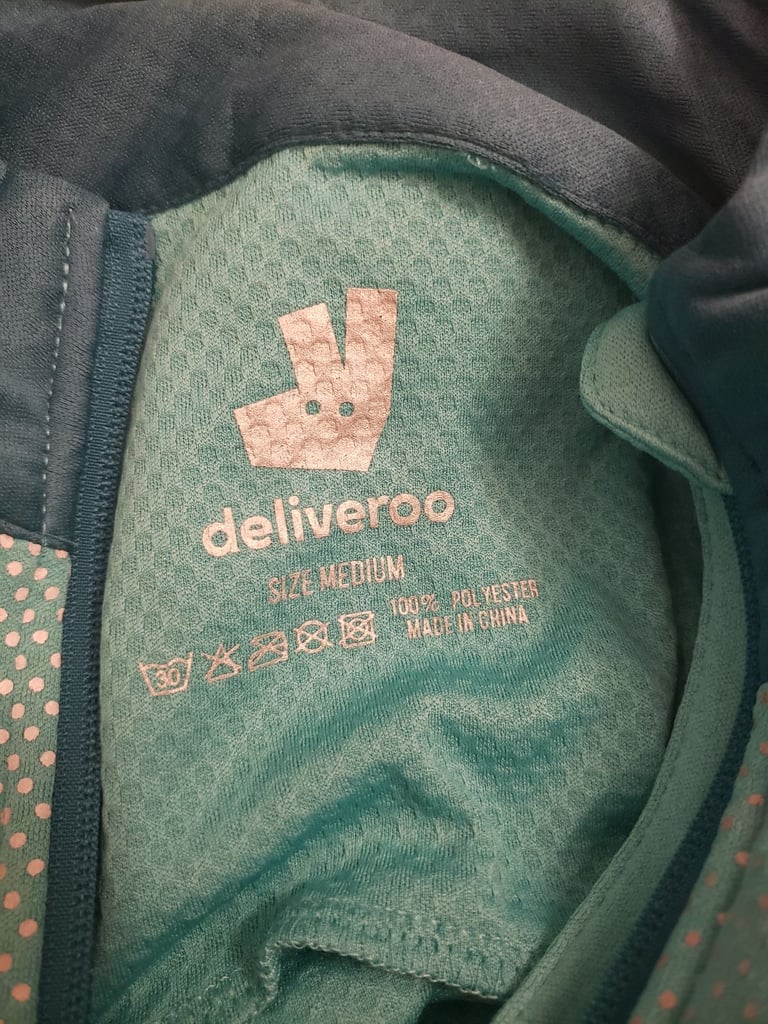 deliveroo
SIZE MEDIUM
30
100% POLYESTER
MADE IN CHINA